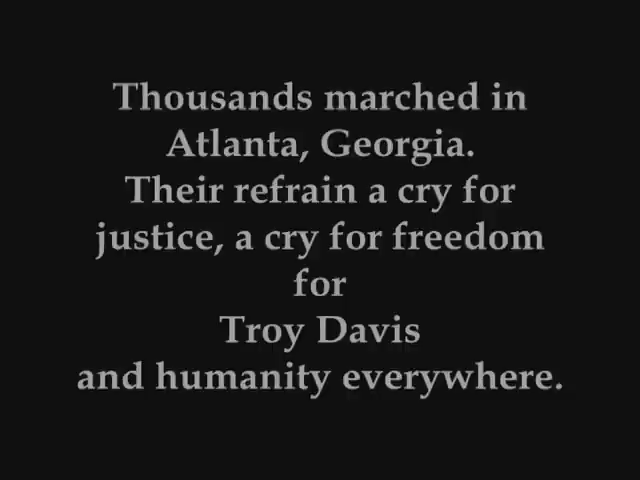 Thousands marched in
Atlanta, Georgia.
Their refrain a cry for
justice, a cry for freedom
for
Troy Davis
and humanity everywhere.